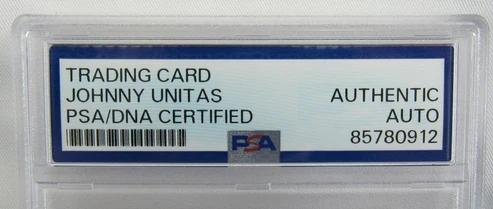 TRADING CARD
JOHNNY UNITAS
PSA/DNA CERTIFIED
AUTHENTIC
AUTO
85780912
PSA